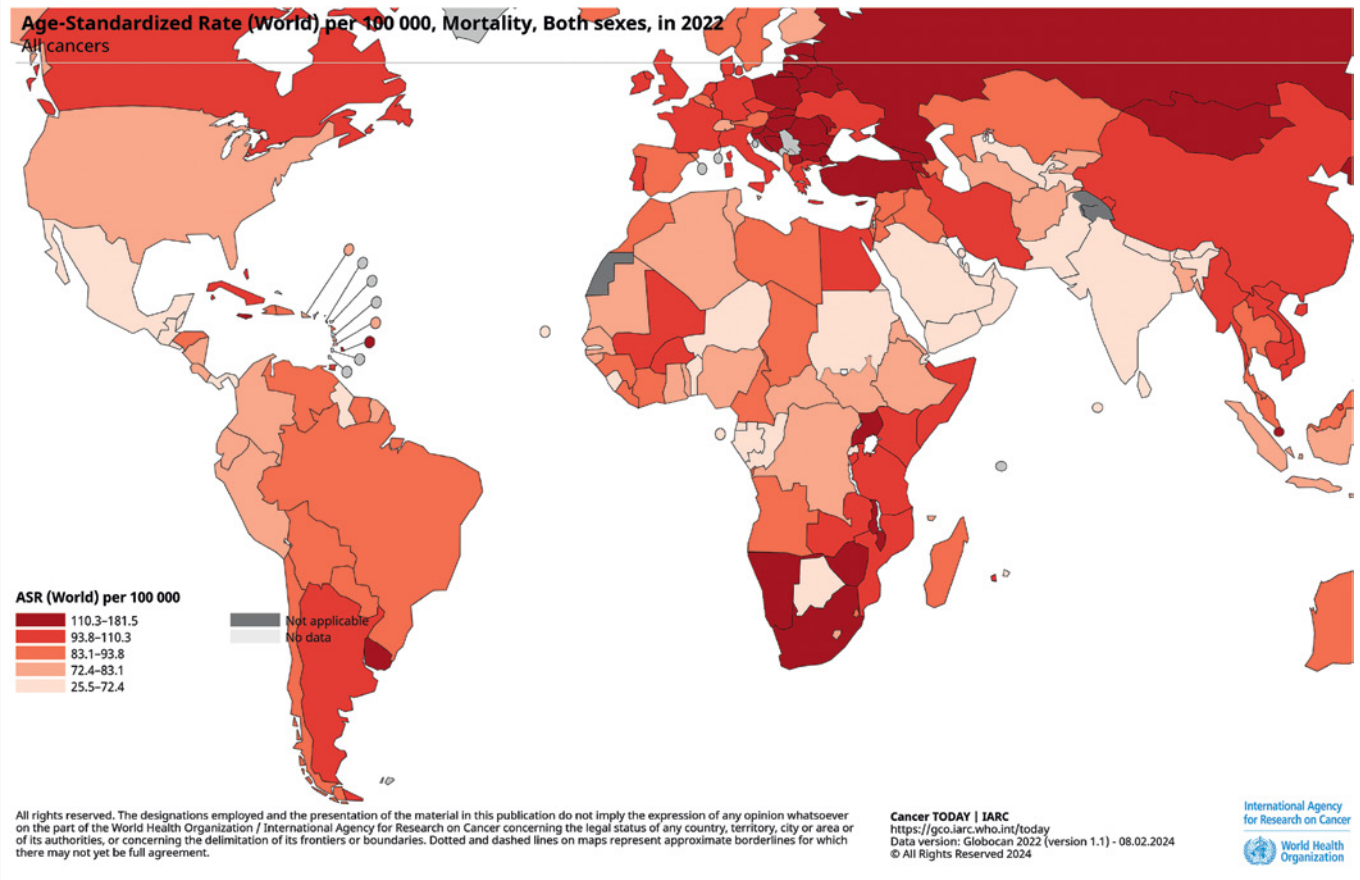 Age-Standardized Rate (World) per 100 000, Mortality, Both sexes, in 2022
All cancers
ASR (World) per 100 000
110.3–181.5
93.8–110.3
83.1–93.8
72.4–83.1
25.5–72.4
Not applicable
No data
All rights reserved. The designations employed and the presentation of the material in this publication do not imply the expression of any opinion whatsoever
on the part of the World Health Organization / International Agency for Research on Cancer concerning the legal status of any country, territory, city or area or
of its authorities, or concerning the delimitation of its frontiers or boundaries. Dotted and dashed lines on maps represent approximate borderlines for which
there may not yet be full agreement.
Cancer TODAY | IARC
https://gco.iarc.who.int/today
Data version: Globocan 2022 (version 1.1) - 08.02.2024
© All Rights Reserved 2024
International Agency
for Research on Cancer
World Health
Organization